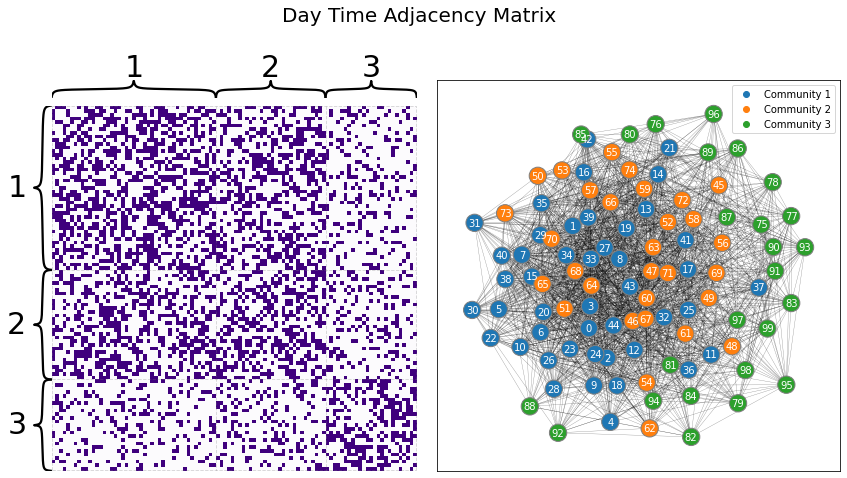 Day Time Adjacency Matrix
1 2 3
1
2
3
Community 1
Community 2
Community 3
96
76
85 80
42 21 86
55 89
53 74
50 16 14 78
57 59 45
35 66 72
73 39 13 87 77
31 1 19 52 58 75
29 70 41 56
27 63 90 93
40 7 34 33 8
68 47 71 17 69 91
38 15
65 64 43 37
60 49 83
30 5 51 3 25
20 44 46 67 32 97
6 0 61 99
22
10 23 12 48
26 24 2 11
81 36 98
28 9 18 54 95
94 84 79
88
4 62
92 82